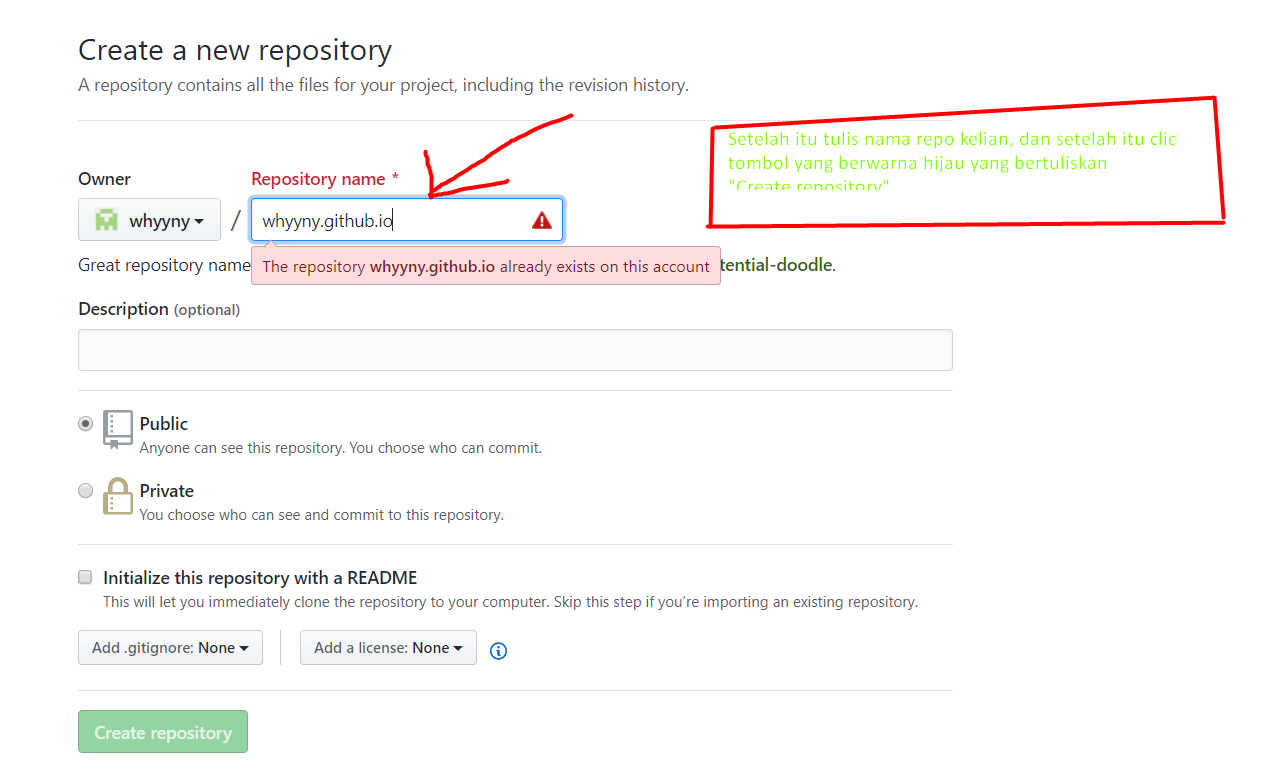 Create a new repository
A repository contains all the files for your project, including the revision history.
Setelah itu tulis nama repo kelian, dan setelah itu clic
tombol yang berwarna hijau yang bertuliskan
"Create repository"
Owner
Repository name *
whyyny
/
whyyny.github.io
Great repository name
The repository whyyny.github.io already exists on this account
tential-doodle.
Description (optional)
Public
Anyone can see this repository. You choose who can commit.
Private
You choose who can see and commit to this repository.
Initialize this repository with a README
This will let you immediately clone the repository to your computer. Skip this step if you’re importing an existing repository.
Add .gitignore: None
Add a license: None
Create repository